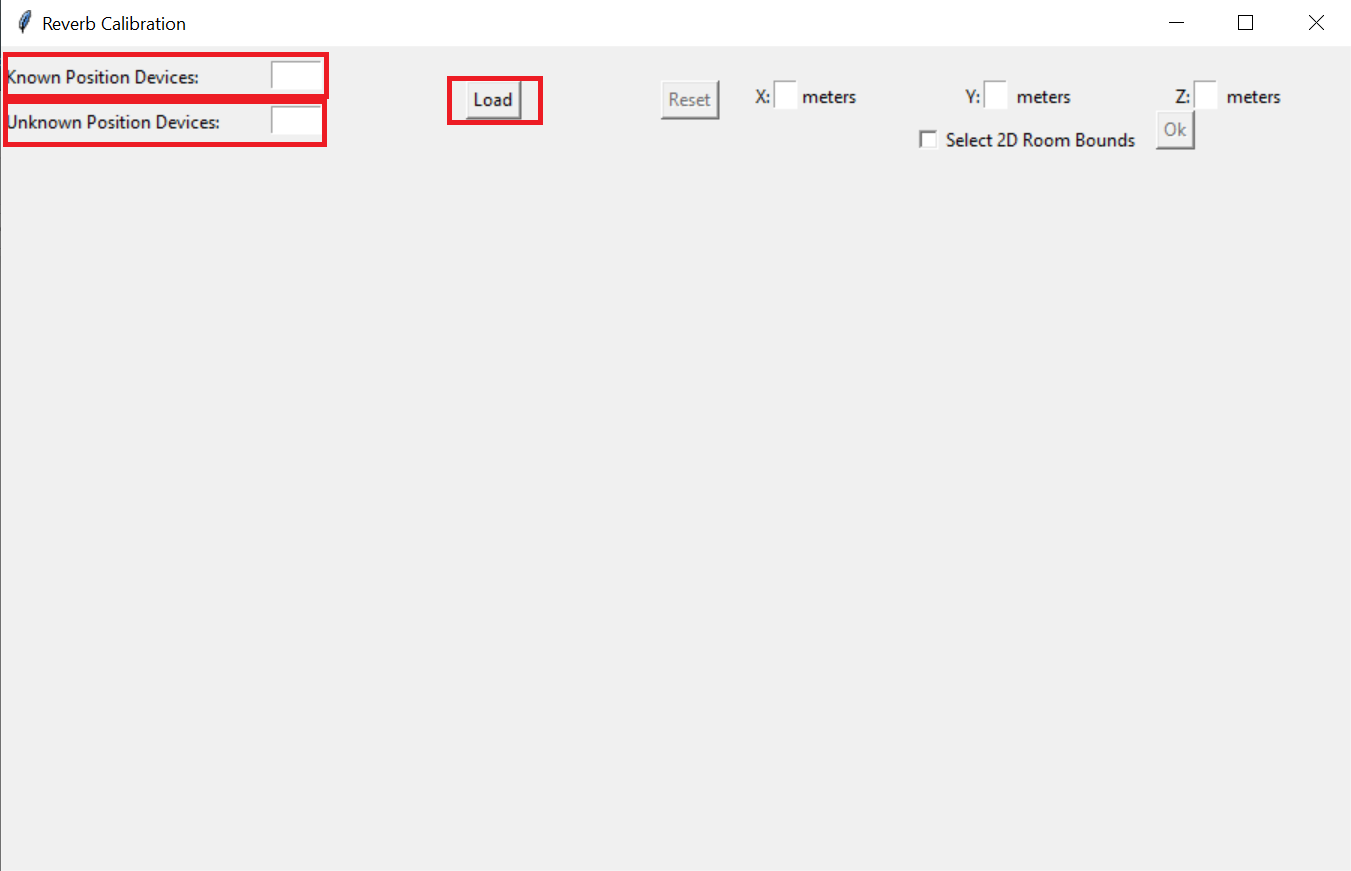 Reverb Calibration
Known Position Devices:
Unknown Position Devices:
Load
Reset
X: meters
Y: meters
Z: meters
Select 2D Room Bounds
Ok